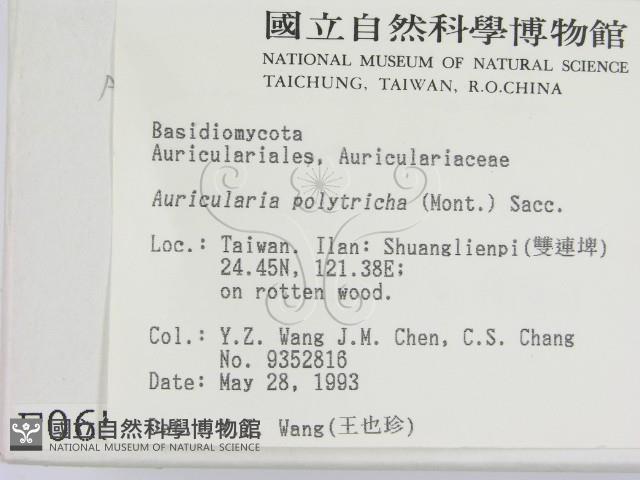 國立自然科學博物館
NATIONAL MUSEUM OF NATURAL SCIENCE
TAICHUNG, TAIWAN, R.O.CHINA
Basidiomycota
Auriculariales, Auriculariaceae
Auricularia polytricha (Mont.) Sacc.
Loc.: Taiwan. Ilan: Shuanglienpi(雙連埤)
24.45N, 121.38E;
on rotten wood.
Col.: Y.Z. Wang J.M. Chen, C.S. Chang
No. 9352816
Date: May 28, 1993
Wang(王也珍)
國立自然科學博物館
NATIONAL MUSEUM OF NATURAL SCIENCE